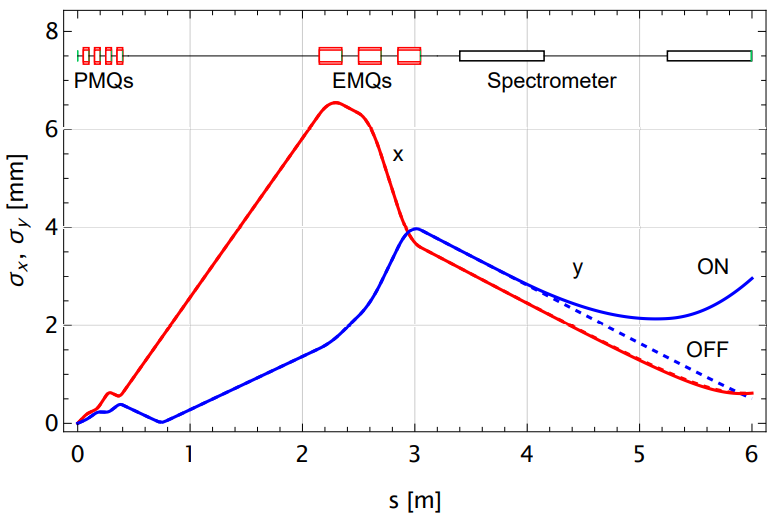 8
PMQs
EMQs
Spectrometer
6
x
4
y
ON
2
OFF
0
σx, σy [mm]
0 1 2 3 4 5 6
s [m]